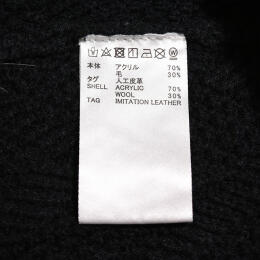 本体 アクリル 70%
毛 30%
タグ 人工皮革
SHELL ACRYLIC 70%
WOOL 30%
TAG IMITATION LEATHER